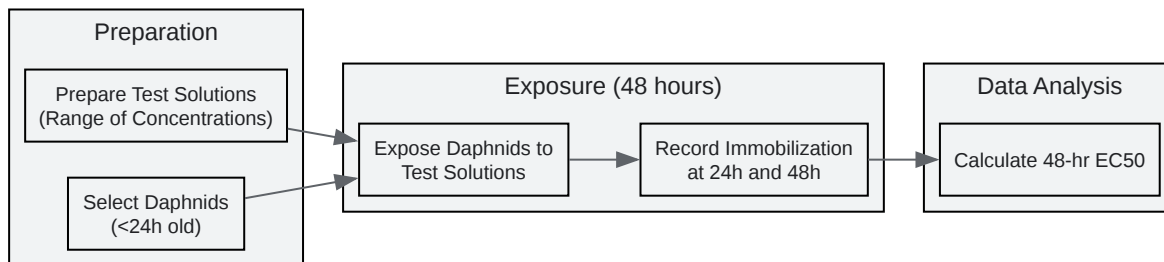 Preparation
Prepare Test Solutions
(Range of Concentrations)
Select Daphnids
(<24h old)
Exposure (48 hours)
Expose Daphnids to
Test Solutions
Record Immobilization
at 24h and 48h
Data Analysis
Calculate 48-hr EC50